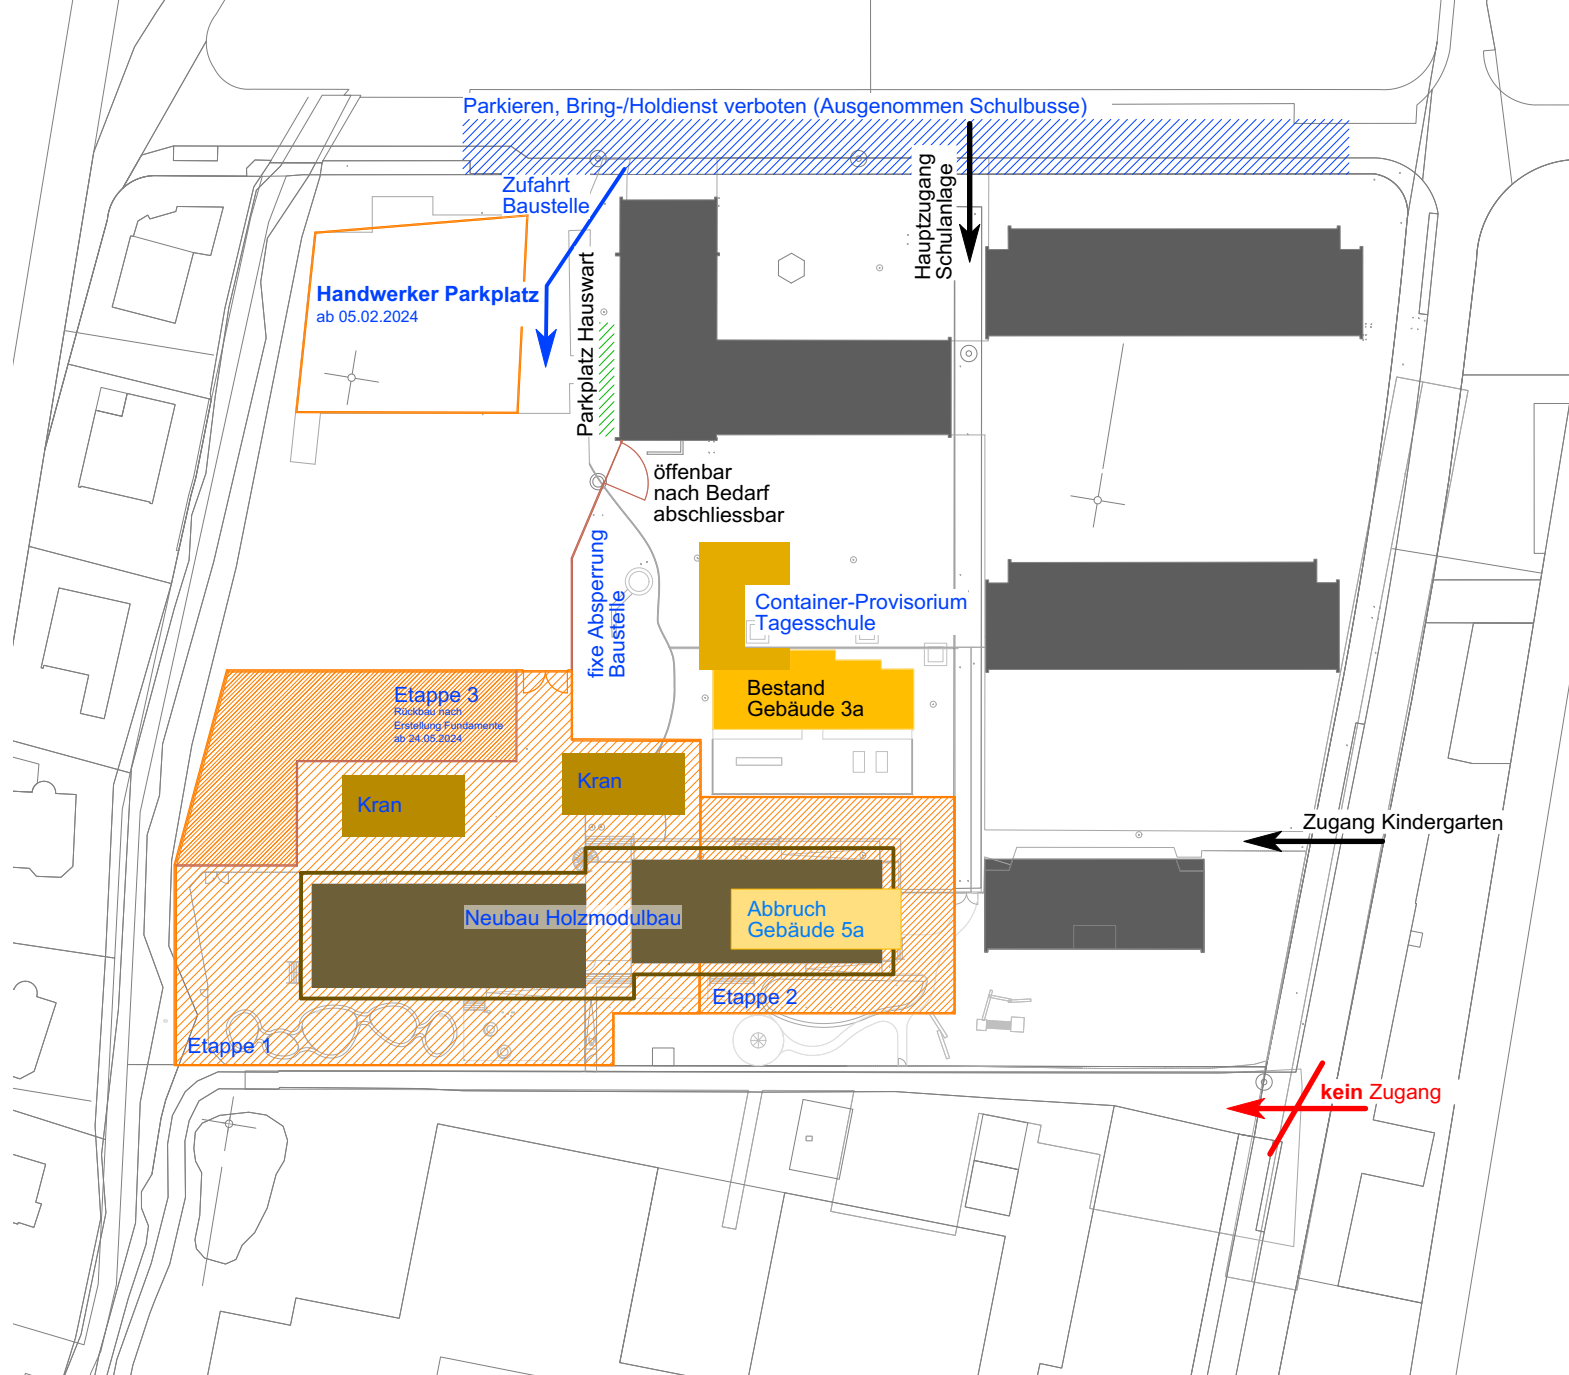 Parkieren, Bring-/Holdienst verboten (Ausgenommen Schulbusse)
Zufahrt
Baustelle
Hauptzugang
Schulanlage
Handwerker Parkplatz
ab 05.02.2024
Parkplatz Hauswart
öffenbar
nach Bedarf
abschliessbar
fixe Absperrung
Baustelle
Container-Provisorium
Tagesschule
Bestand
Gebäude 3a
Etappe 3
Rückbau nach
Erstellung Fundamente
ab 24.05.2024
Kran
Kran
Zugang Kindergarten
Neubau Holzmodulbau
Abbruch
Gebäude 5a
Etappe 2
Etappe 1
kein Zugang